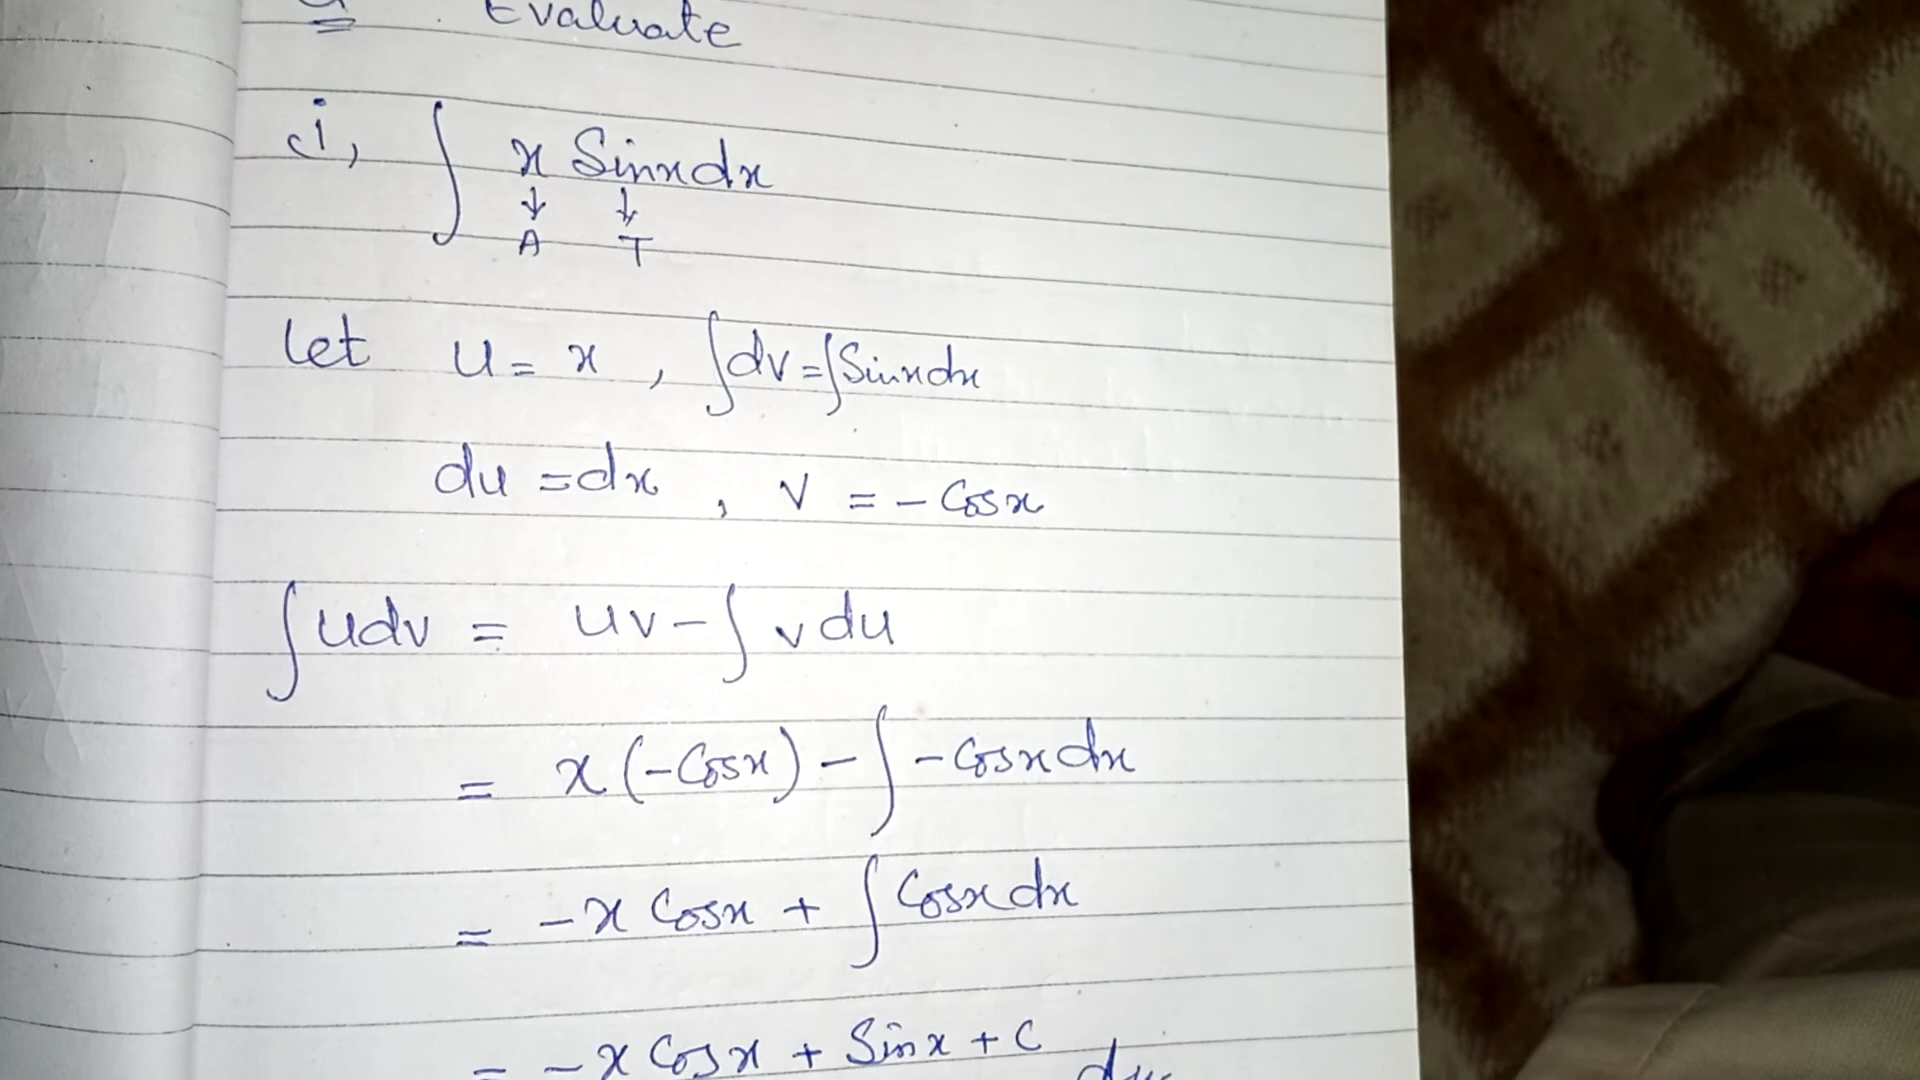 Evaluate
i, ∫ x Sinx dx
↓ ↓
A T
let u = x , ∫dv = ∫Sinx dx
du = dx , v = - Cosx
∫udv = uv - ∫ v du
= x (-Cosx) - ∫ - Cosx dx
= - x Cosx + ∫ Cosx dx
= - x Cosx + Sinx + C